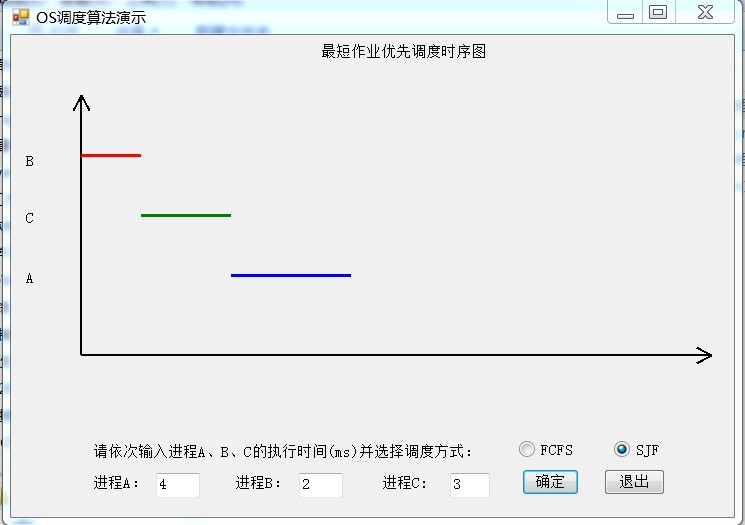 OS调度算法演示
最短作业优先调度时序图
B
C
A
请依次输入进程A、B、C的执行时间(ms)并选择调度方式: FCFS SJF
进程A: 4 进程B: 2 进程C: 3 确定 退出